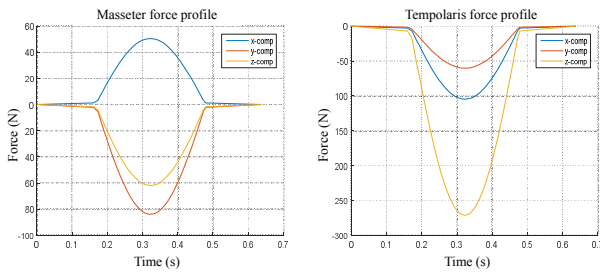 Masseter force profile
60
40
20
0
20
40
60
80
-100
0
0.1
0.2
0.3
0.4
0.5
0.6
0.7
Force (N)
Time (s)
x-comp
y-comp
z-comp
Tempolaris force profile
0
-50
-100
-150
-200
-250
-300
0
0.1
0.2
0.3
0.4
0.5
0.6
0.7
Force (N)
Time (s)
x-comp
y-comp
z-comp